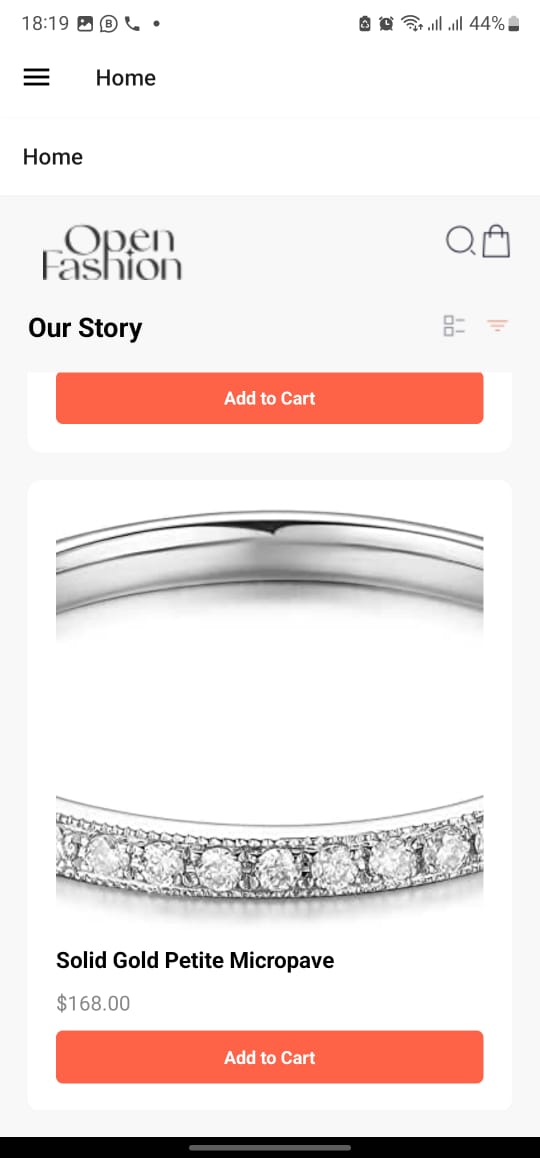 18:19 B 44%
Home
Home
Open
Fashion
Our Story
Add to Cart
Solid Gold Petite Micropave
$168.00
Add to Cart